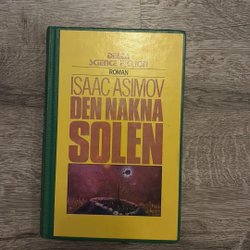 DELTA
SCIENCE FICTION
ROMAN
ISAAC ASIMOV
DEN NAKNA
SOLEN